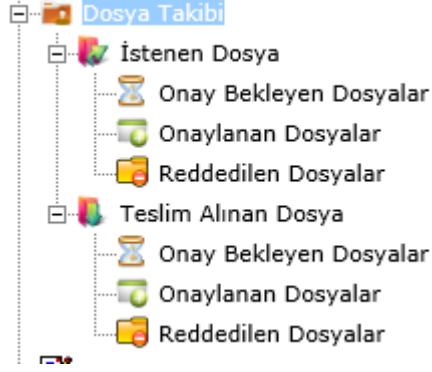 Dosya Takibi
İstenen Dosya
Onay Bekleyen Dosyalar
Onaylanan Dosyalar
Reddedilen Dosyalar
Teslim Alınan Dosya
Onay Bekleyen Dosyalar
Onaylanan Dosyalar
Reddedilen Dosyalar